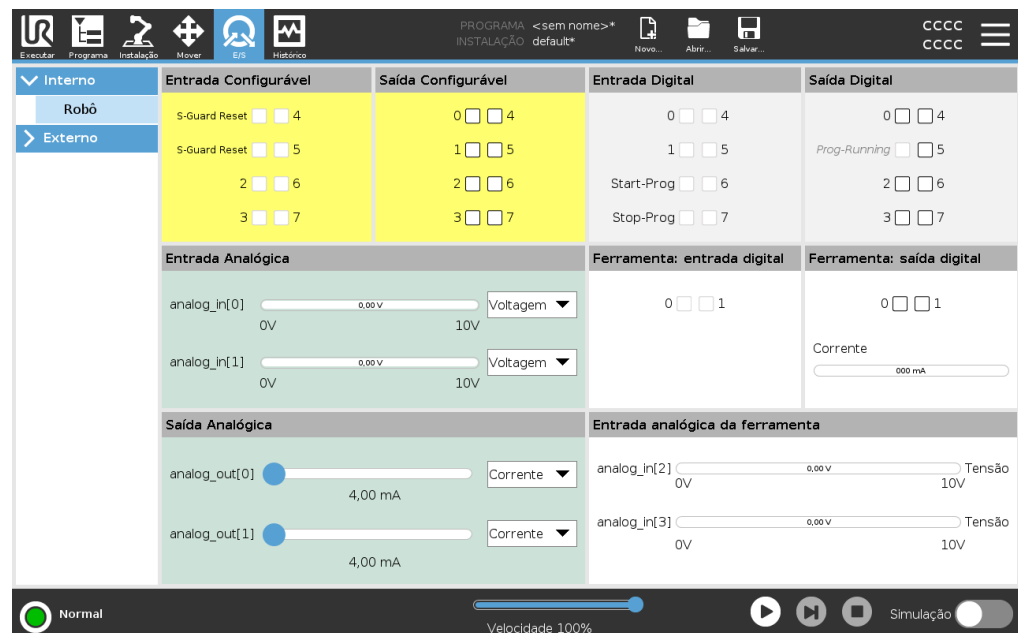 UR
PROGRAMA <sem nome>*
INSTALAÇÃO default*
CCCC
CCCC
Executar Programa Instalação Mover E/S Histórico Novo... Abrir... Salvar...
Interno
Robô
Externo
Entrada Configurável Saída Configurável Entrada Digital Saída Digital
S-Guard Reset 4 0 4 0 4 0 4
S-Guard Reset 5 1 5 1 5 Prog-Running 5
2 6 2 6 Start-Prog 6 2 6
3 7 3 7 Stop-Prog 7 3 7
Entrada Analógica Ferramenta: entrada digital Ferramenta: saída digital
analog_in[0] 0,00 V Voltagem
0V 10V
analog_in[1] 0,00 V Voltagem
0V 10V
0 1
0 1
Corrente
000 mA
Saída Analógica Entrada analógica da ferramenta
analog_out[0] Corrente
4,00 mA
analog_out[1] Corrente
4,00 mA
analog_in[2] 0,00 V Tensão
0V 10V
analog_in[3] 0,00 V Tensão
0V 10V
Normal Velocidade 100% Simulação